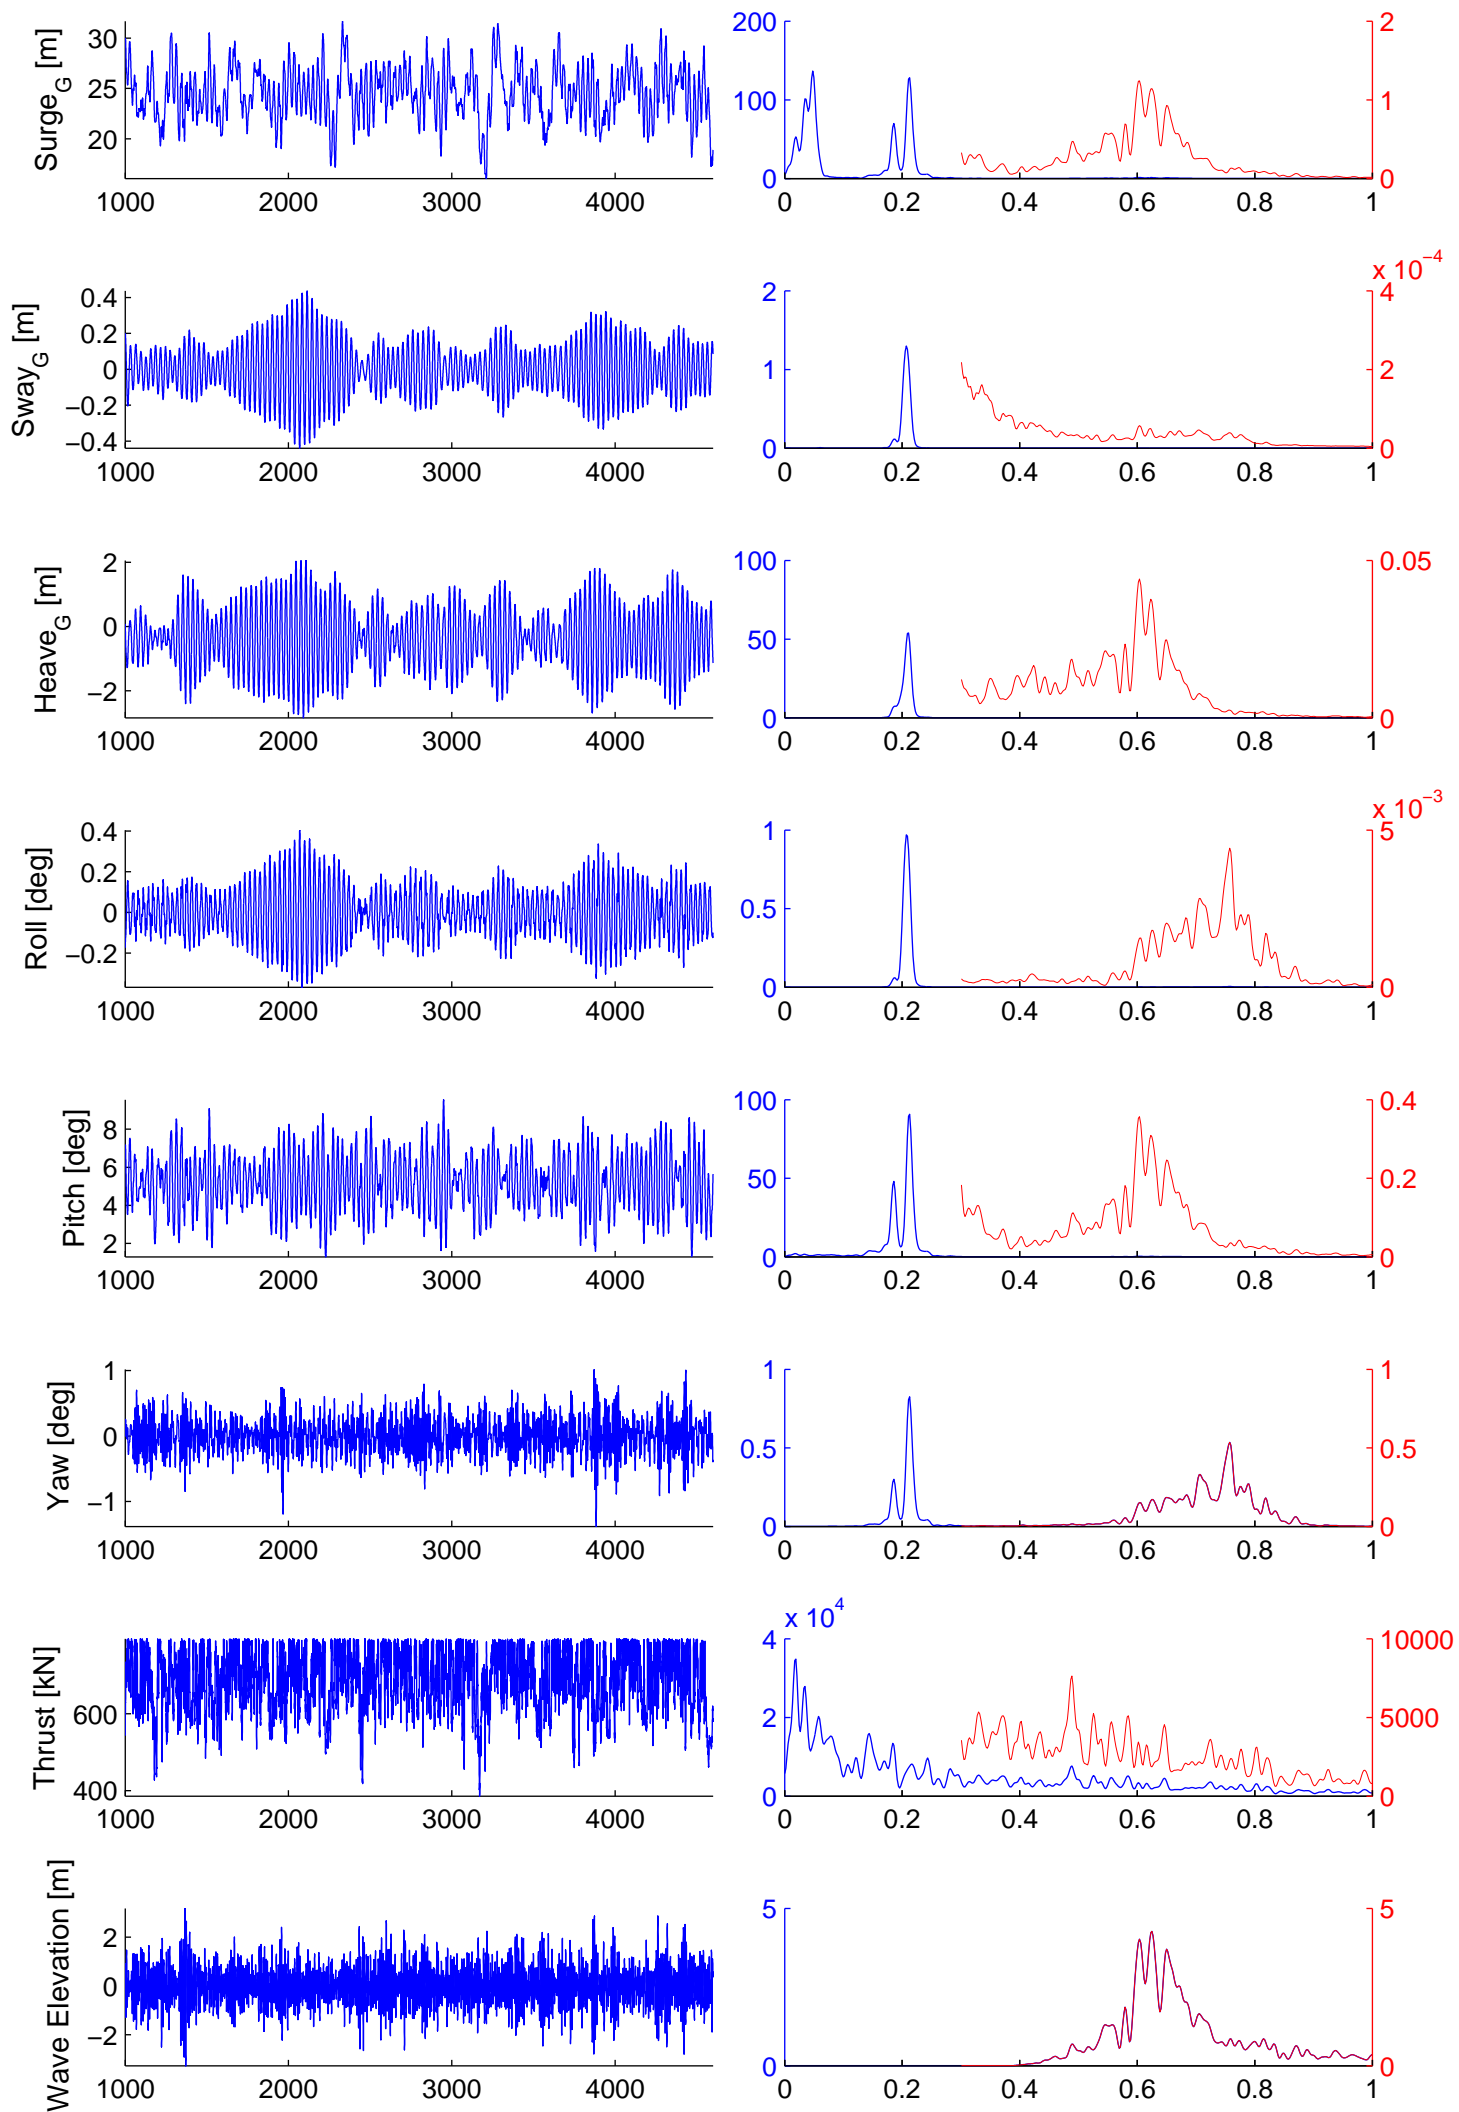 Surge_G [m]
30
25
20
1000 2000 3000 4000
200
100
0
0 0.2 0.4 0.6 0.8 1
2
1
0
Sway_G [m]
0.4
0.2
0
−0.2
−0.4
1000 2000 3000 4000
2
1
0
0 0.2 0.4 0.6 0.8 1
x 10^−4
4
2
0
Heave_G [m]
2
0
−2
1000 2000 3000 4000
100
50
0
0 0.2 0.4 0.6 0.8 1
0.05
0
Roll [deg]
0.4
0.2
0
−0.2
1000 2000 3000 4000
1
0.5
0
0 0.2 0.4 0.6 0.8 1
x 10^−3
5
0
Pitch [deg]
8
6
4
2
1000 2000 3000 4000
100
50
0
0 0.2 0.4 0.6 0.8 1
0.4
0.2
0
Yaw [deg]
1
0
−1
1000 2000 3000 4000
1
0.5
0
0 0.2 0.4 0.6 0.8 1
1
0.5
0
Thrust [kN]
600
400
1000 2000 3000 4000
x 10^4
4
2
0
0 0.2 0.4 0.6 0.8 1
10000
5000
0
Wave Elevation [m]
2
0
−2
1000 2000 3000 4000
5
0
0 0.2 0.4 0.6 0.8 1
5
0